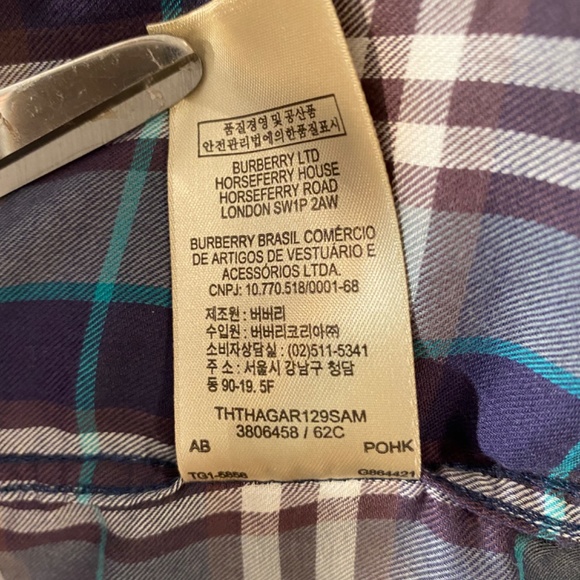 품질경영 및 공산품
안전관리법에의한품질표시
BURBERRY LTD
HORSEFERRY HOUSE
HORSEFERRY ROAD
LONDON SW1P 2AW
BURBERRY BRASIL COMÉRCIO
DE ARTIGOS DE VESTUÁRIO E
ACESSÓRIOS LTDA.
CNPJ: 10.770.518/0001-68
제조원 : 버버리
수입원 : 버버리코리아㈜
소비자상담실 : (02)511-5341
주소 : 서울시 강남구 청담
동 90-19. 5F
THTHAGAR129SAM
3806458 / 62C
AB POHK
G864421